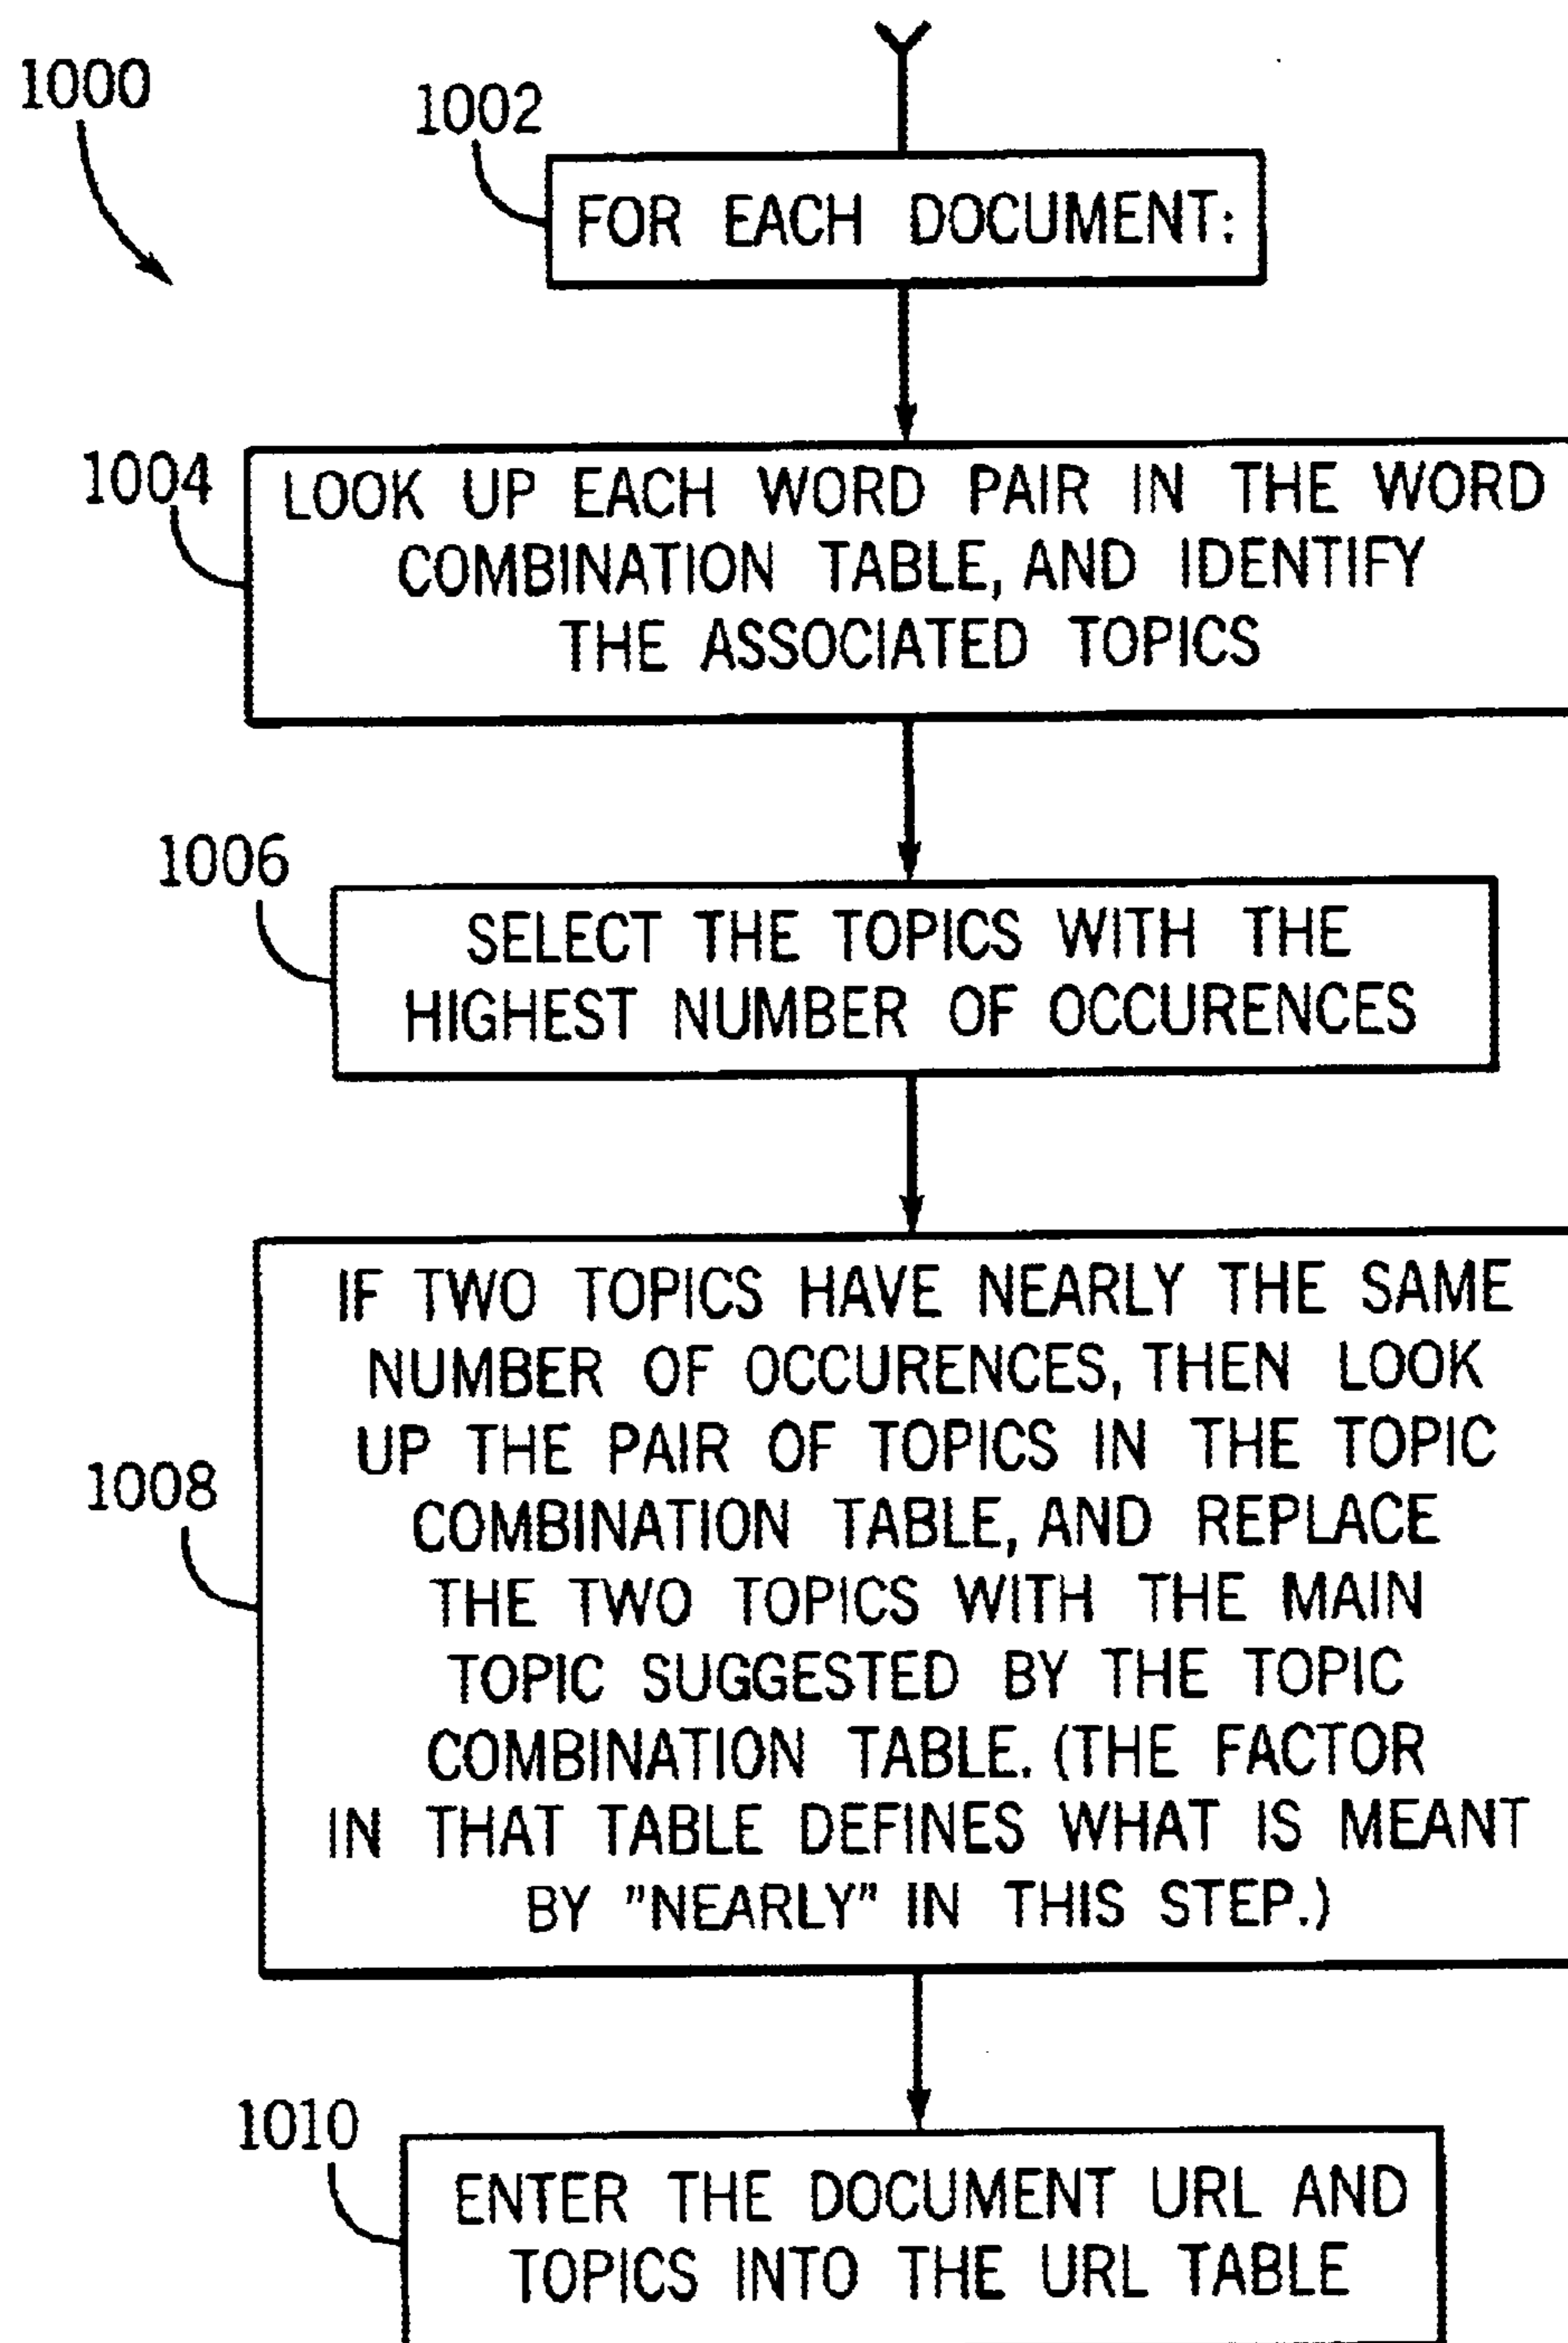 1000
1002
FOR EACH DOCUMENT:
1004
LOOK UP EACH WORD PAIR IN THE WORD
COMBINATION TABLE, AND IDENTIFY
THE ASSOCIATED TOPICS
1006
SELECT THE TOPICS WITH THE
HIGHEST NUMBER OF OCCURENCES
1008
IF TWO TOPICS HAVE NEARLY THE SAME
NUMBER OF OCCURENCES, THEN LOOK
UP THE PAIR OF TOPICS IN THE TOPIC
COMBINATION TABLE, AND REPLACE
THE TWO TOPICS WITH THE MAIN
TOPIC SUGGESTED BY THE TOPIC
COMBINATION TABLE. (THE FACTOR
IN THAT TABLE DEFINES WHAT IS MEANT
BY "NEARLY" IN THIS STEP.)
1010
ENTER THE DOCUMENT URL AND
TOPICS INTO THE URL TABLE